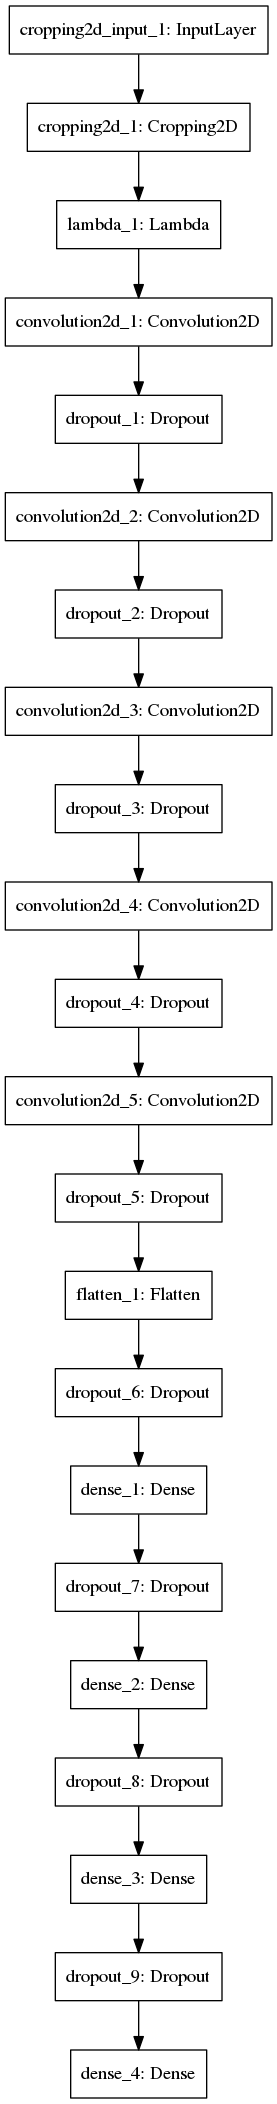 cropping2d_input_1: InputLayer
cropping2d_1: Cropping2D
lambda_1: Lambda
convolution2d_1: Convolution2D
dropout_1: Dropout
convolution2d_2: Convolution2D
dropout_2: Dropout
convolution2d_3: Convolution2D
dropout_3: Dropout
convolution2d_4: Convolution2D
dropout_4: Dropout
convolution2d_5: Convolution2D
dropout_5: Dropout
flatten_1: Flatten
dropout_6: Dropout
dense_1: Dense
dropout_7: Dropout
dense_2: Dense
dropout_8: Dropout
dense_3: Dense
dropout_9: Dropout
dense_4: Dense